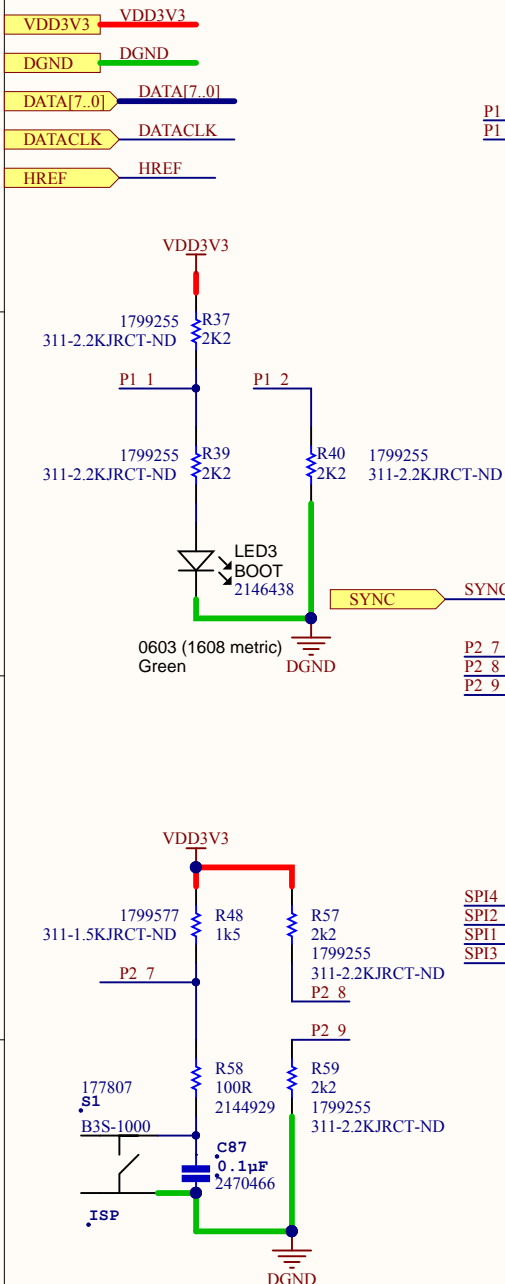 VDD3V3 VDD3V3
DGND DGND
DATA[7..0] DATA[7..0]
DATACLK DATACLK
HREF HREF
P1
P1
VDD3V3
1799255 R37
311-2.2KJRCT-ND 2K2
P1_1
P1_2
1799255 R39
311-2.2KJRCT-ND 2K2
R40 1799255
2K2 311-2.2KJRCT-ND
LED3
BOOT
2146438
0603 (1608 metric)
Green
DGND
SYNC SYNC
P2_7
P2_8
P2_9
VDD3V3
1799577 R48
311-1.5KJRCT-ND 1k5
R57
2k2
1799255
311-2.2KJRCT-ND
P2_7
P2_8
P2_9
SPI4
SPI2
SPI1
SPI3
R58
100R
2144929
R59
2k2
1799255
311-2.2KJRCT-ND
177807
S1
B3S-1000
C87
0.1µF
2470466
ISP
DGND